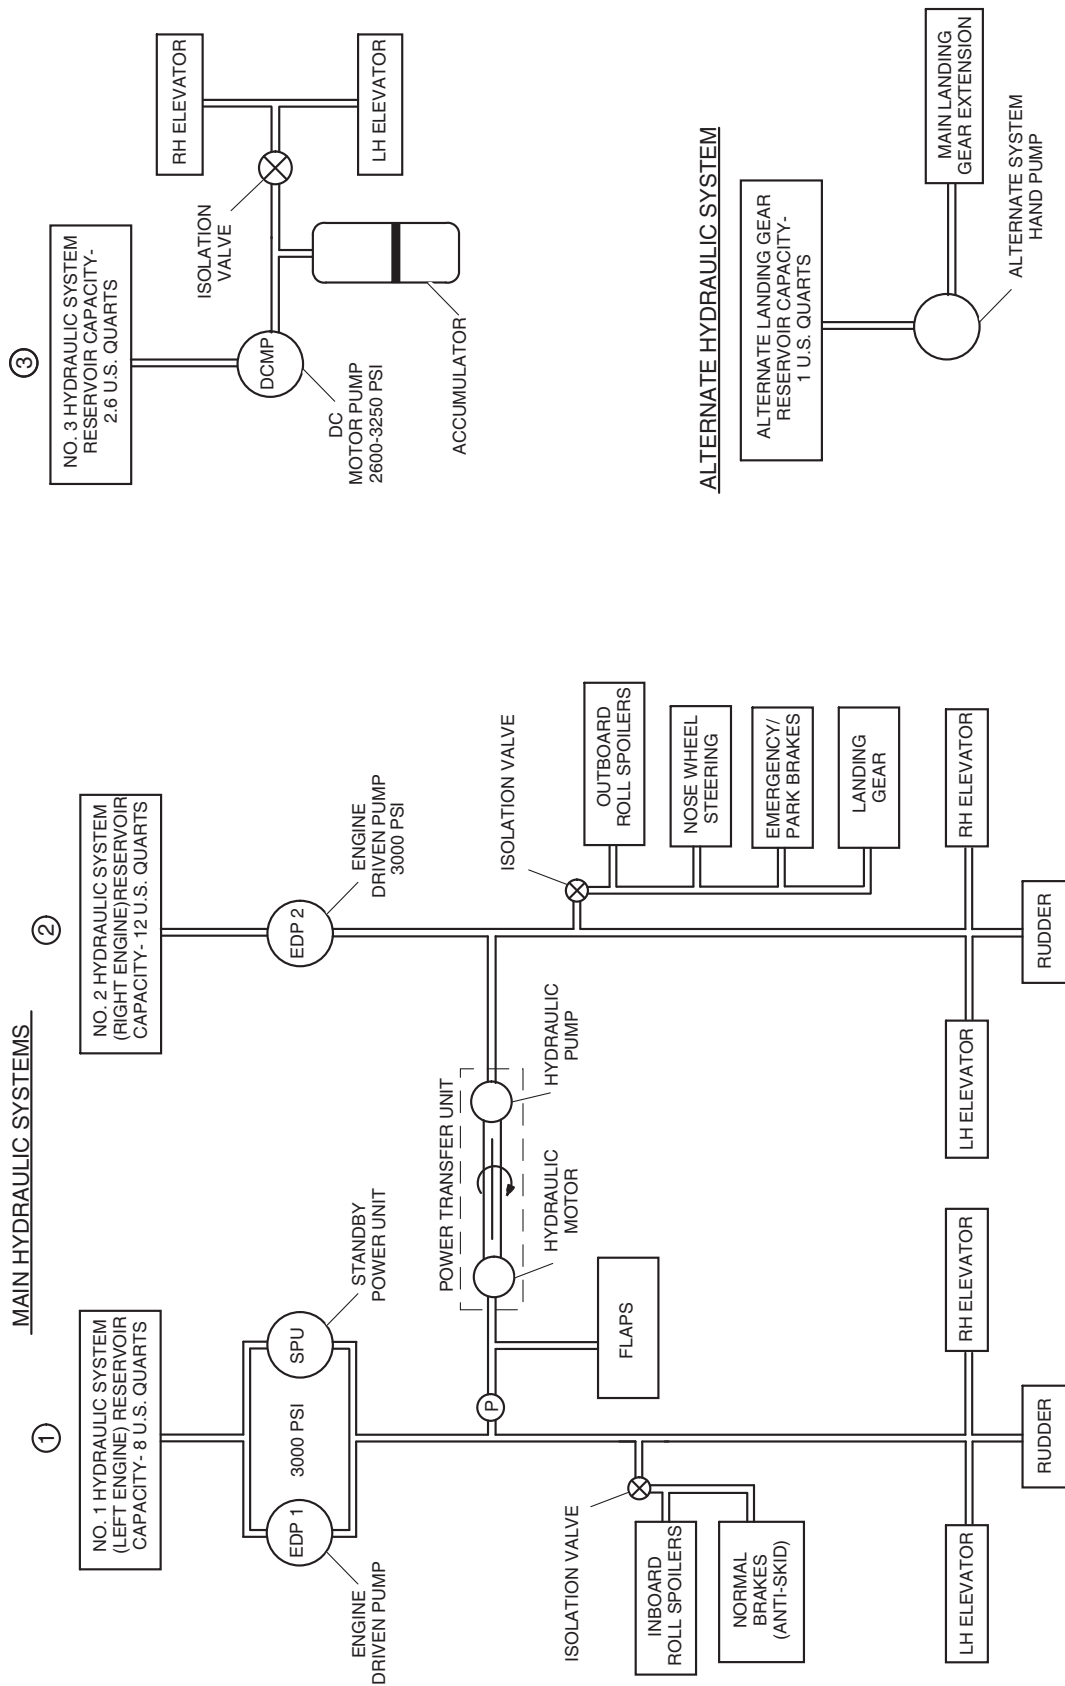 MAIN HYDRAULIC SYSTEMS
1
NO. 1 HYDRAULIC SYSTEM
(LEFT ENGINE) RESERVOIR
CAPACITY- 8 U.S. QUARTS
EDP 1
3000 PSI
SPU
ENGINE
DRIVEN PUMP
STANDBY
POWER UNIT
P
POWER TRANSFER UNIT
HYDRAULIC
MOTOR
HYDRAULIC
PUMP
FLAPS
ISOLATION VALVE
INBOARD
ROLL SPOILERS
NORMAL
BRAKES
(ANTI-SKID)
LH ELEVATOR
RH ELEVATOR
RUDDER
2
NO. 2 HYDRAULIC SYSTEM
(RIGHT ENGINE)RESERVOIR
CAPACITY- 12 U.S. QUARTS
EDP 2
ENGINE
DRIVEN PUMP
3000 PSI
ISOLATION VALVE
OUTBOARD
ROLL SPOILERS
NOSE WHEEL
STEERING
EMERGENCY/
PARK BRAKES
LANDING
GEAR
LH ELEVATOR
RH ELEVATOR
RUDDER
3
NO. 3 HYDRAULIC SYSTEM
RESERVOIR CAPACITY-
2.6 U.S. QUARTS
DCMP
DC
MOTOR PUMP
2600-3250 PSI
ISOLATION
VALVE
ACCUMULATOR
RH ELEVATOR
LH ELEVATOR
ALTERNATE HYDRAULIC SYSTEM
ALTERNATE LANDING GEAR
RESERVOIR CAPACITY-
1 U.S. QUARTS
MAIN LANDING
GEAR EXTENSION
ALTERNATE SYSTEM
HAND PUMP